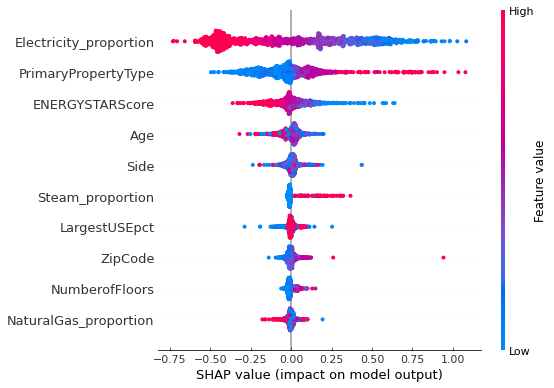 High
Electricity_proportion
PrimaryPropertyType
ENERGYSTARScore
Age
Side
Steam_proportion
LargestUSEpct
ZipCode
NumberofFloors
NaturalGas_proportion
Feature value
Low
−0.75 −0.50 −0.25 0.00 0.25 0.50 0.75 1.00
SHAP value (impact on model output)